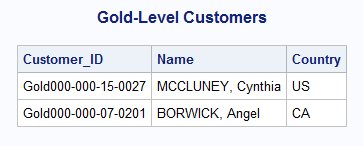 Gold-Level Customers
Customer_ID Name Country
Gold000-000-15-0027 MCCLUNEY, Cynthia US
Gold000-000-07-0201 BORWICK, Angel CA